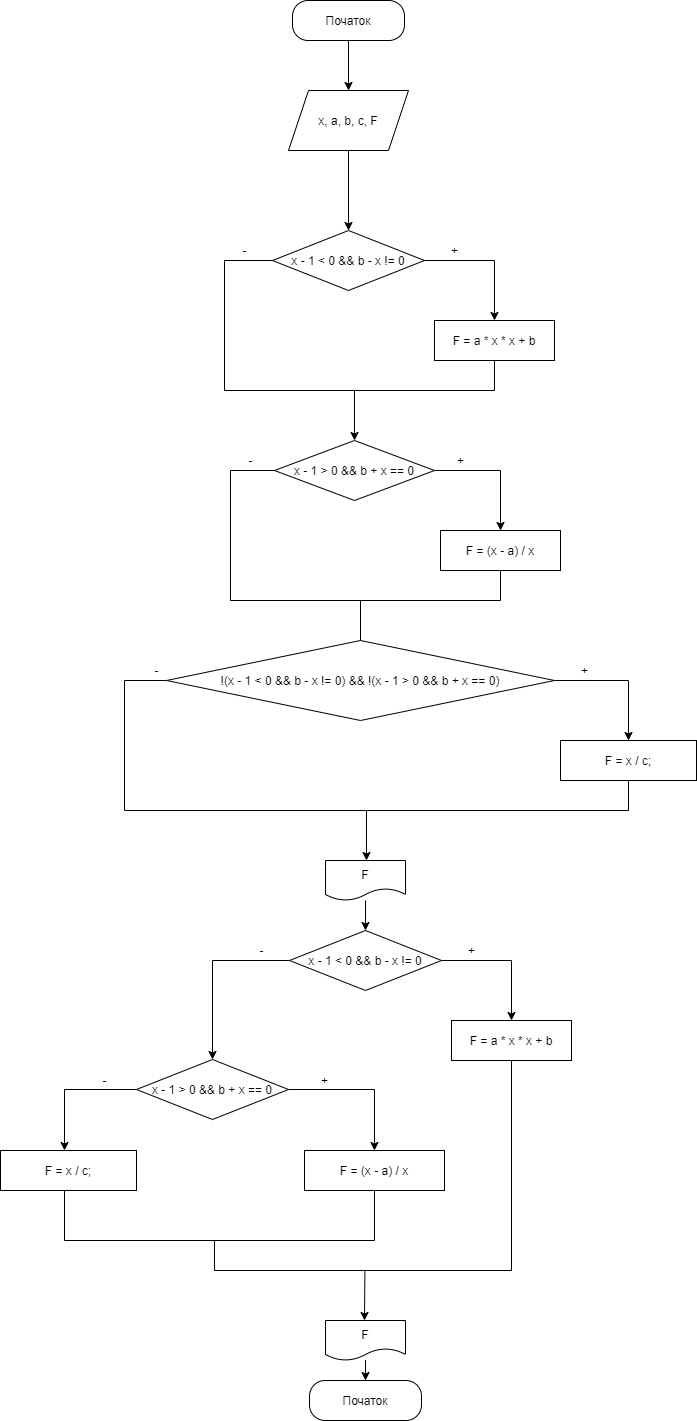 Початок
x, a, b, c, F
x - 1 < 0 && b - x != 0
-
+
F = a * x * x + b
x - 1 > 0 && b + x == 0
-
+
F = (x - a) / x
!(x - 1 < 0 && b - x != 0) && !(x - 1 > 0 && b + x == 0)
-
+
F = x / c;
F
x - 1 < 0 && b - x != 0
-
+
F = a * x * x + b
x - 1 > 0 && b + x == 0
-
+
F = x / c;
F = (x - a) / x
F
Початок